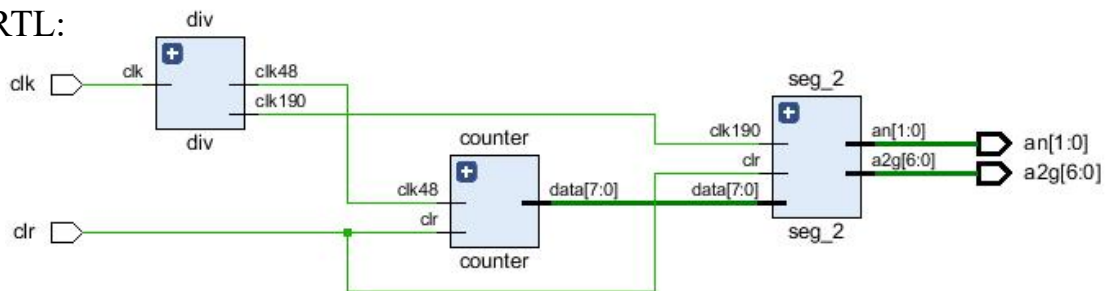 RTL:
div
clk
clk
clk48
clk190
div
seg_2
clk190
an[1:0]
an[1:0]
clr
a2g[6:0]
a2g[6:0]
data[7:0]
seg_2
counter
clk48
data[7:0]
clr
clr
counter